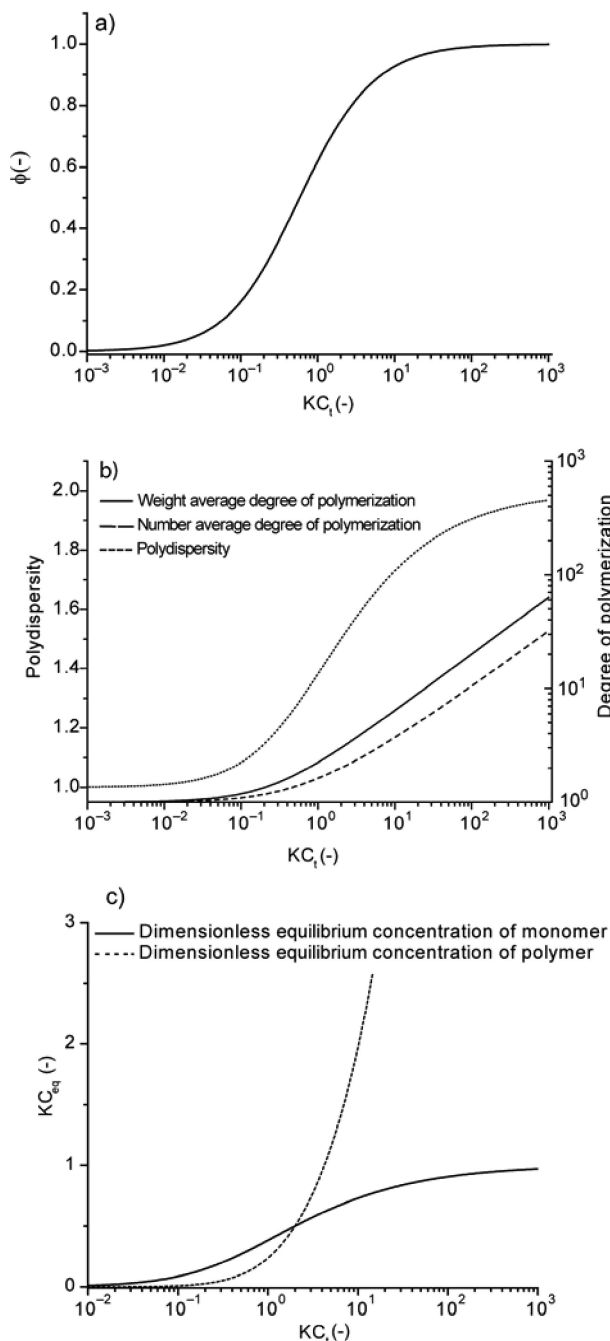 a)
1.0
0.8
0.6
0.4
0.2
0.0
ϕ(-)
10⁻³ 10⁻² 10⁻¹ 10⁰ 10¹ 10² 10³
KCₜ(-)
b)
Weight average degree of polymerization
Number average degree of polymerization
Polydispersity
2.0
1.8
1.6
1.4
1.2
1.0
Polydispersity
10³
10²
10¹
10⁰
Degree of polymerization
10⁻³ 10⁻² 10⁻¹ 10⁰ 10¹ 10² 10³
KCₜ(-)
c)
Dimensionless equilibrium concentration of monomer
Dimensionless equilibrium concentration of polymer
3
2
1
0
KC_eq (-)
10⁻² 10⁻¹ 10⁰ 10¹ 10² 10³
KCₜ(-)